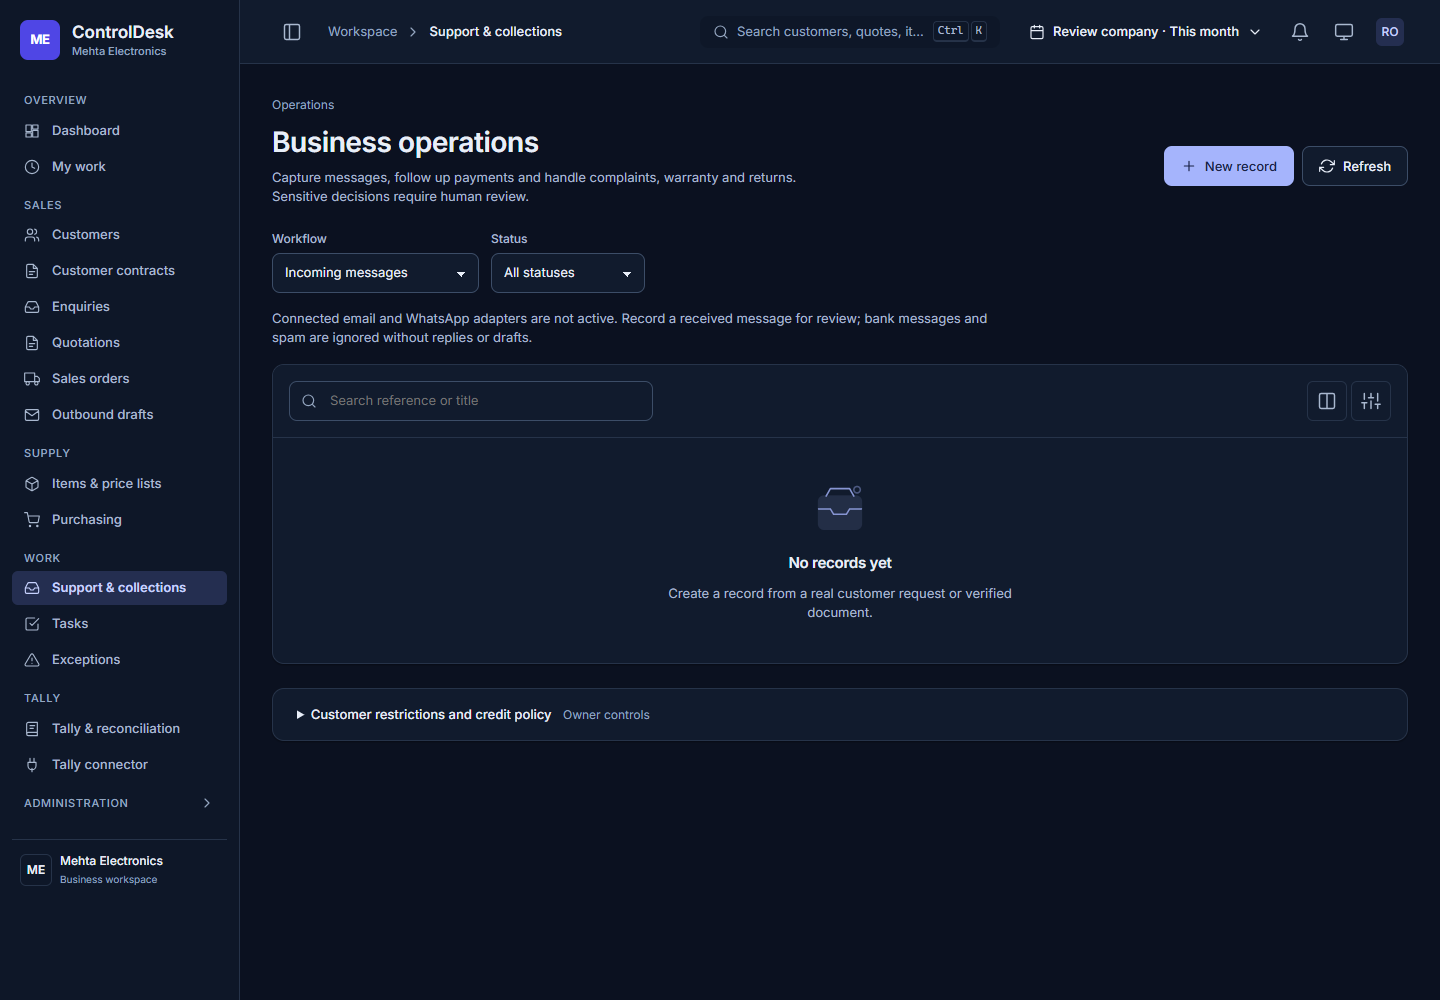 ME
ControlDesk
Mehta Electronics
OVERVIEW
Dashboard
My work
SALES
Customers
Customer contracts
Enquiries
Quotations
Sales orders
Outbound drafts
SUPPLY
Items & price lists
Purchasing
WORK
Support & collections
Tasks
Exceptions
TALLY
Tally & reconciliation
Tally connector
ADMINISTRATION
ME
Mehta Electronics
Business workspace
Workspace
Support & collections
Search customers, quotes, it...
Ctrl K
Review company · This month
RO
Operations
Business operations
Capture messages, follow up payments and handle complaints, warranty and returns.
Sensitive decisions require human review.
New record
Refresh
Workflow
Status
Incoming messages
All statuses
Connected email and WhatsApp adapters are not active. Record a received message for review; bank messages and
spam are ignored without replies or drafts.
Search reference or title
No records yet
Create a record from a real customer request or verified
document.
Customer restrictions and credit policy Owner controls